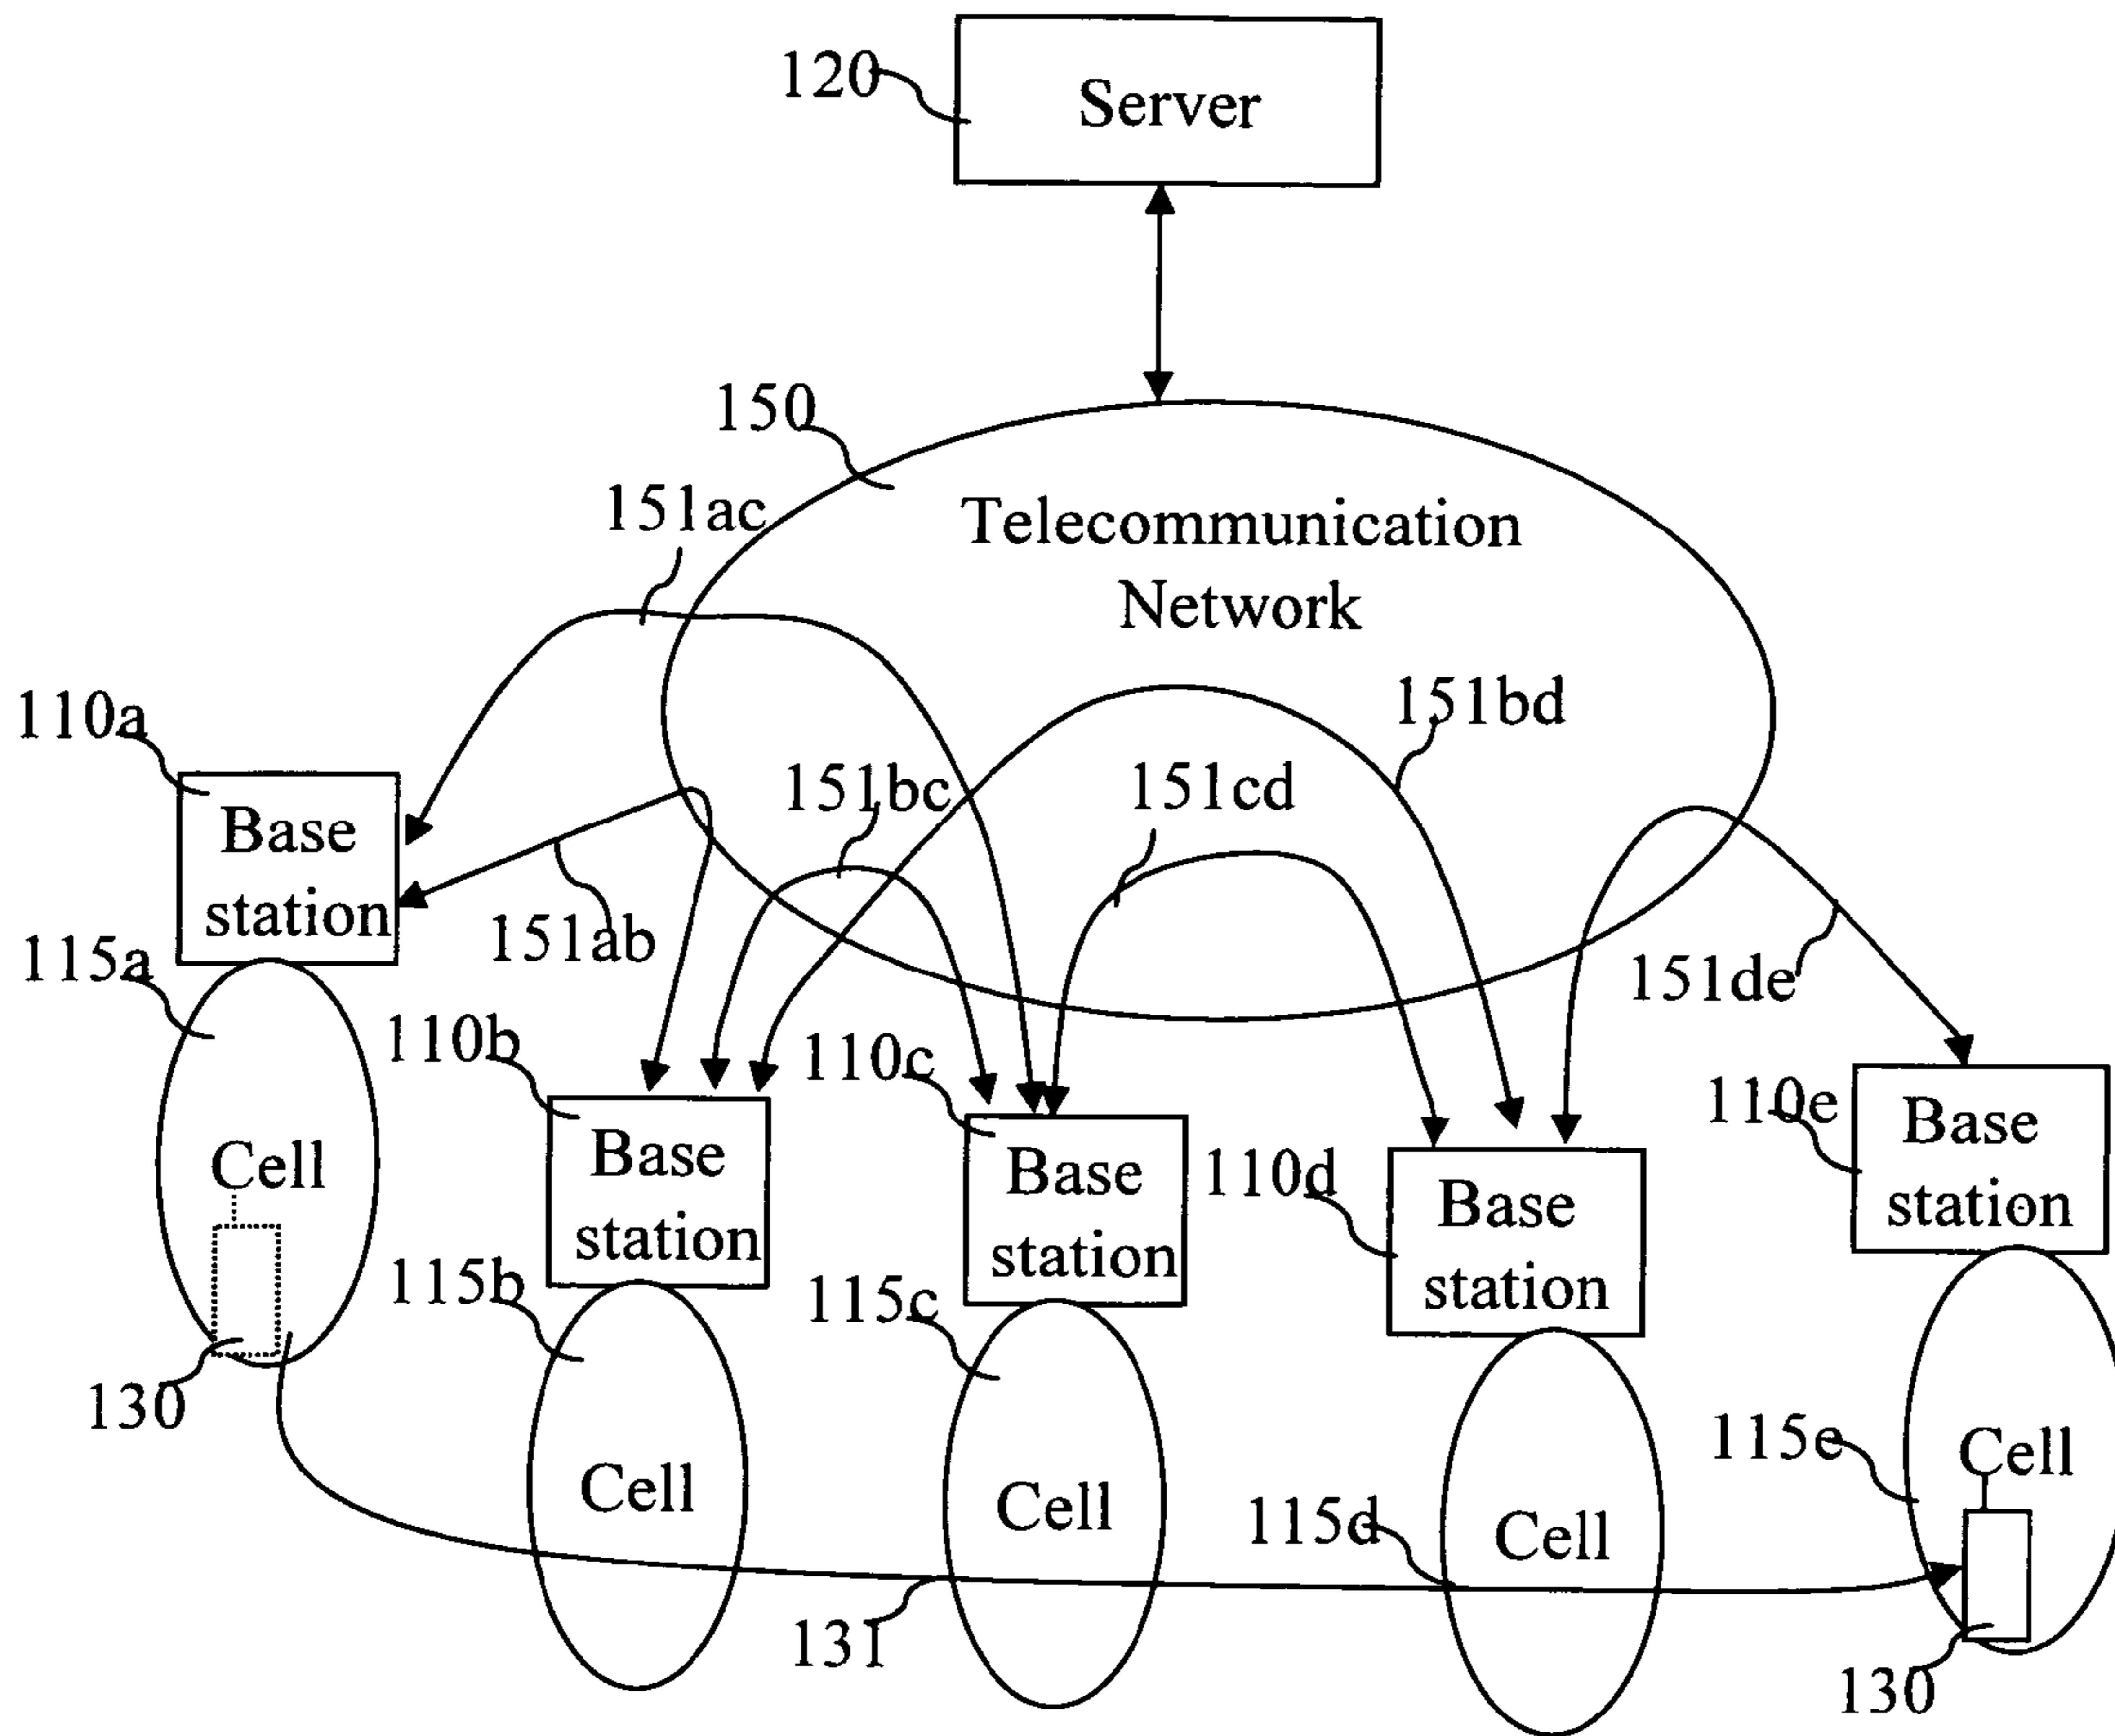 120
Server
150
151ac
Telecommunication
Network
110a
151bd
151bc
151cd
Base
station
151ab
115a
151de
110b
110c
110e
Base
station
Base
station
Base
station
110d
Base
station
Cell
115b
115c
130
115e
Cell
Cell
Cell
115d
Cell
131
130